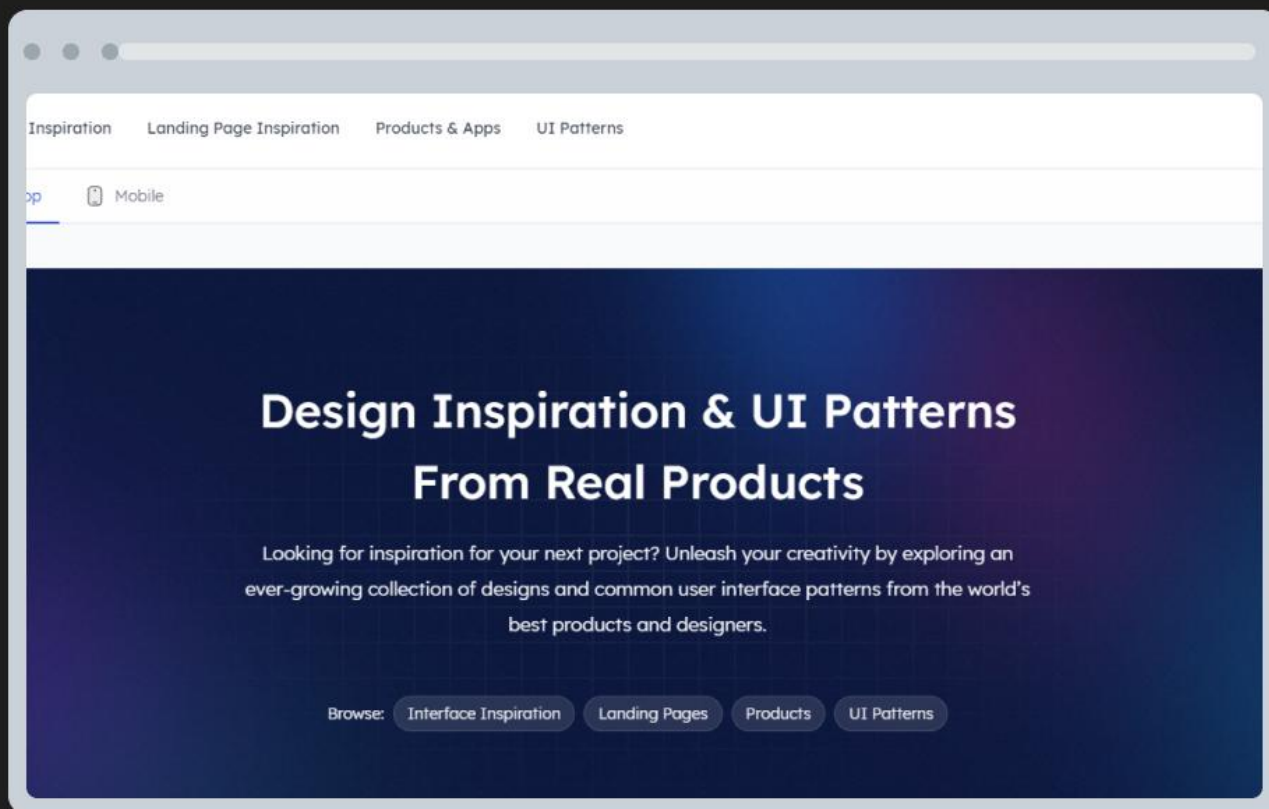 Inspiration Landing Page Inspiration Products & Apps UI Patterns
op Mobile
Design Inspiration & UI Patterns
From Real Products
Looking for inspiration for your next project? Unleash your creativity by exploring an
ever-growing collection of designs and common user interface patterns from the world's
best products and designers.
Browse: Interface Inspiration Landing Pages Products UI Patterns